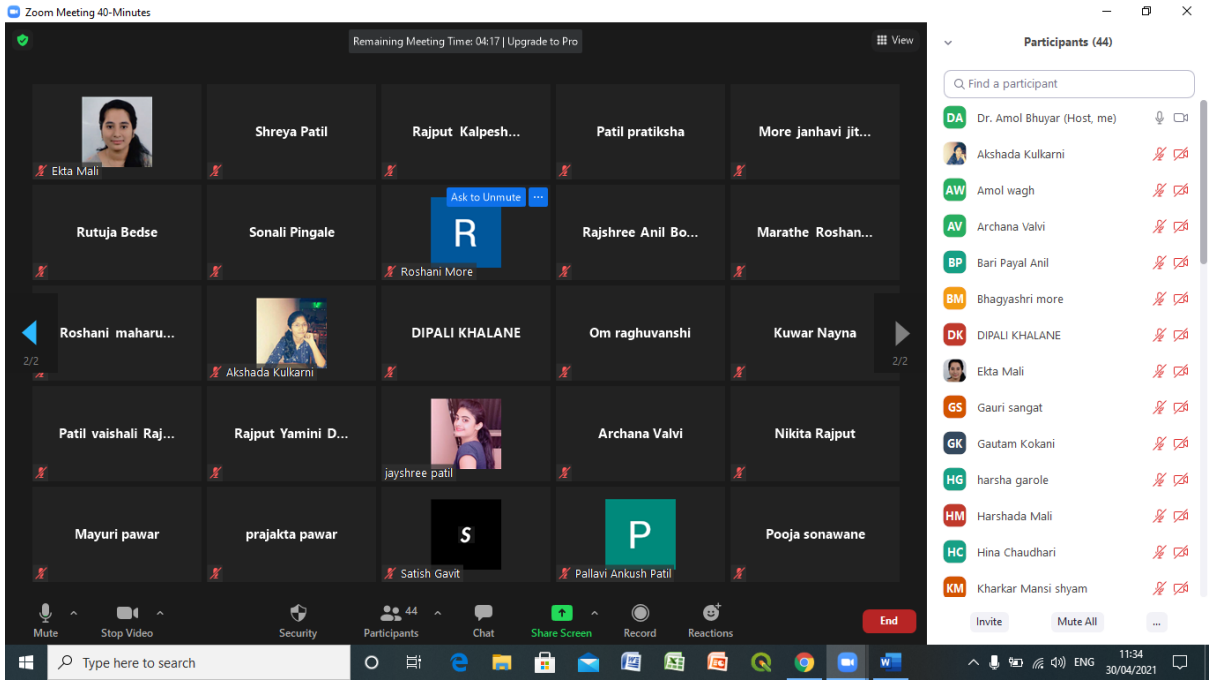 Zoom Meeting 40-Minutes
Remaining Meeting Time: 04:17 | Upgrade to Pro
View
Ekta Mali
Shreya Patil
Rajput Kalpesh...
Patil pratiksha
More janhavi jit...
Rutuja Bedse
Sonali Pingale
Ask to Unmute ...
R
Roshani More
Rajshree Anil Bo...
Marathe Roshan...
2/2
Roshani maharu...
Akshada Kulkarni
DIPALI KHALANE
Om raghuvanshi
Kuwar Nayna
2/2
Patil vaishali Raj...
Rajput Yamini D...
jayshree patil
Archana Valvi
Nikita Rajput
Mayuri pawar
prajakta pawar
S
Satish Gavit
P
Pallavi Ankush Patil
Pooja sonawane
Mute
Stop Video
Security
44
Participants
Chat
Share Screen
Record
Reactions
End
Participants (44)
Find a participant
DA Dr. Amol Bhuyar (Host, me)
Akshada Kulkarni
AW Amol wagh
AV Archana Valvi
BP Bari Payal Anil
BM Bhagyashri more
DK DIPALI KHALANE
Ekta Mali
GS Gauri sangat
GK Gautam Kokani
HG harsha garole
HM Harshada Mali
HC Hina Chaudhari
KM Kharkar Mansi shyam
Invite Mute All ...
Type here to search
ENG
11:34
30/04/2021